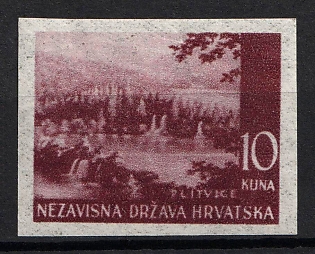 10
KUNA
PLITVICE
NEZAVISNA DRŽAVA HRVATSKA